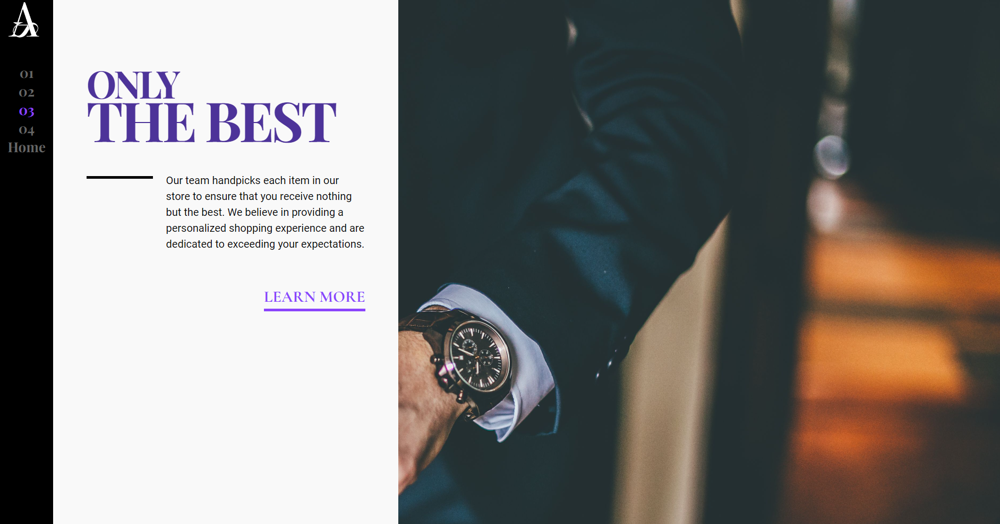 A
01
02
03
04
Home
ONLY
THE BEST
Our team handpicks each item in our
store to ensure that you receive nothing
but the best. We believe in providing a
personalized shopping experience and are
dedicated to exceeding your expectations.
LEARN MORE